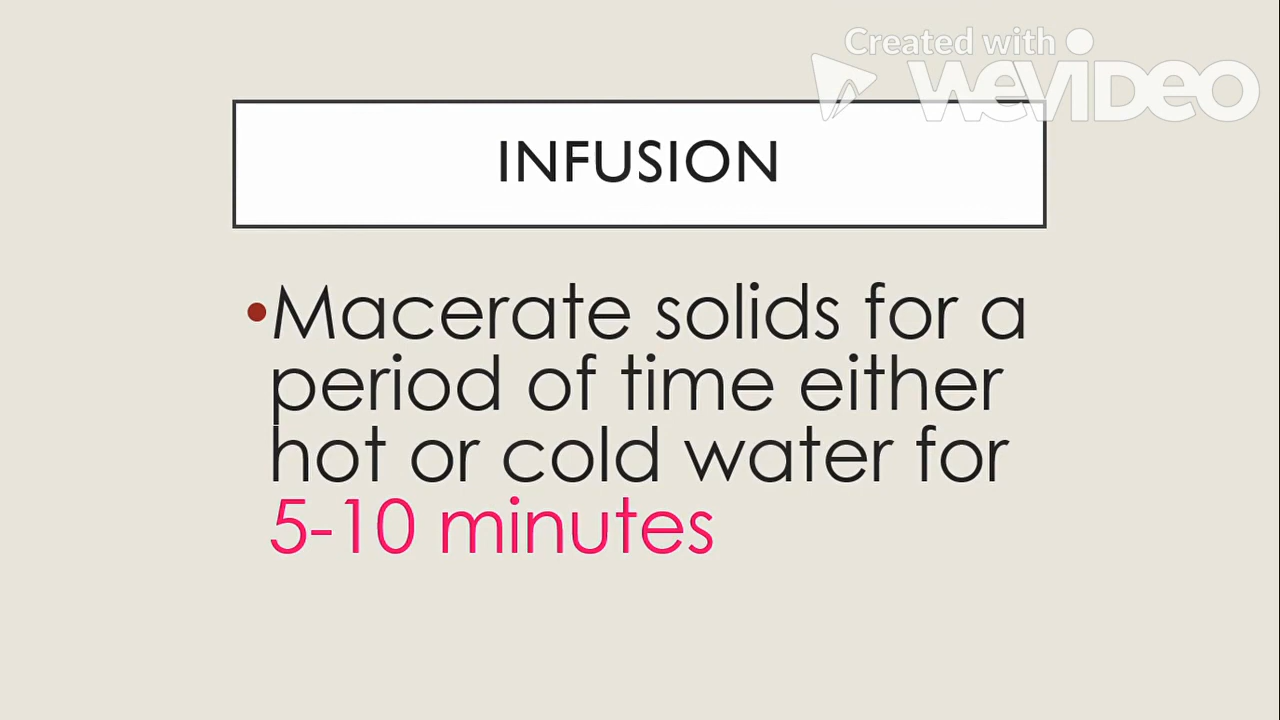 Created with
WeVideo
INFUSION
•Macerate solids for a
period of time either
hot or cold water for
5-10 minutes